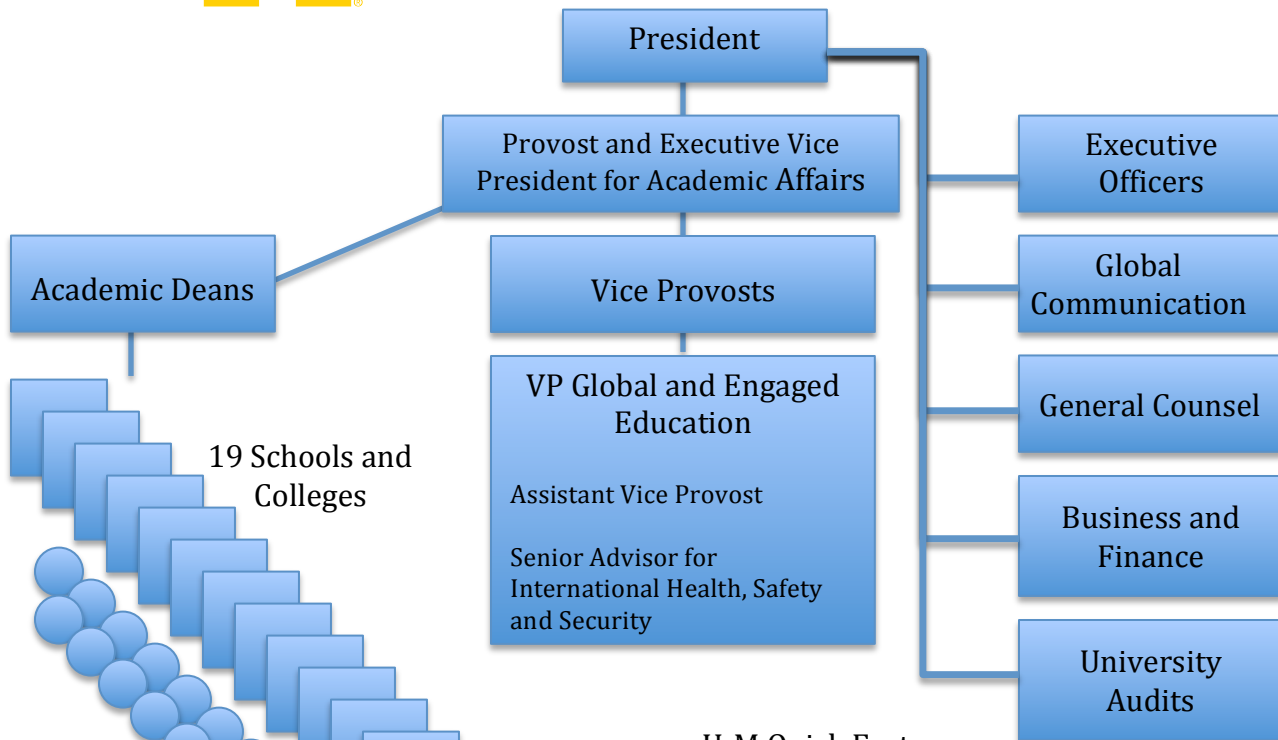 ®
President
Provost and Executive Vice
President for Academic Affairs
Executive
Officers
Academic Deans
Vice Provosts
Global
Communication
VP Global and Engaged
Education
Assistant Vice Provost
Senior Advisor for
International Health, Safety
and Security
General Counsel
19 Schools and
Colleges
Business and
Finance
University
Audits